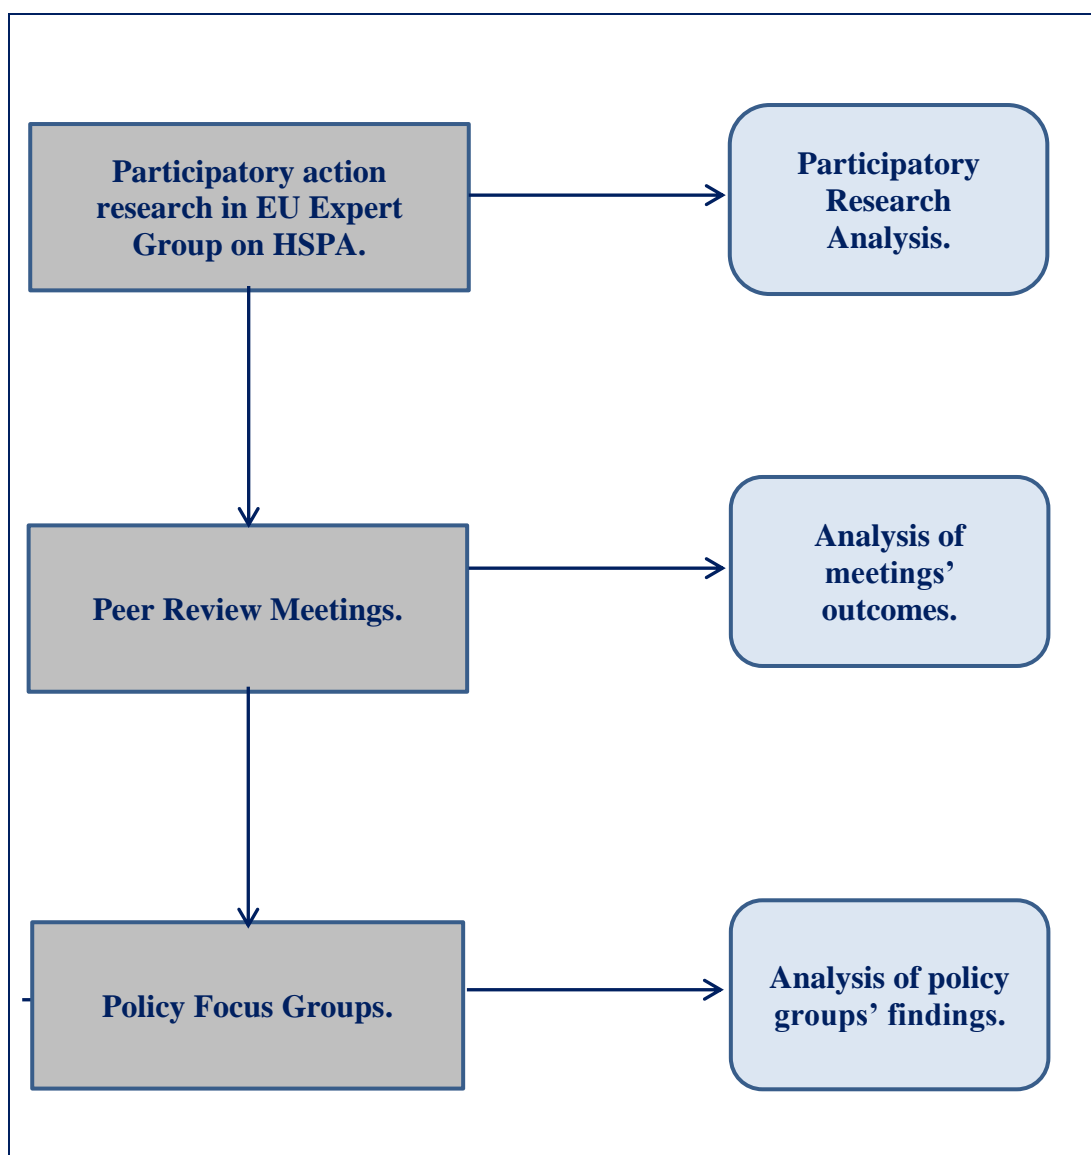 Participatory action
research in EU Expert
Group on HSPA.
Participatory
Research
Analysis.
Peer Review Meetings.
Analysis of
meetings’
outcomes.
Policy Focus Groups.
Analysis of policy
groups’ findings.